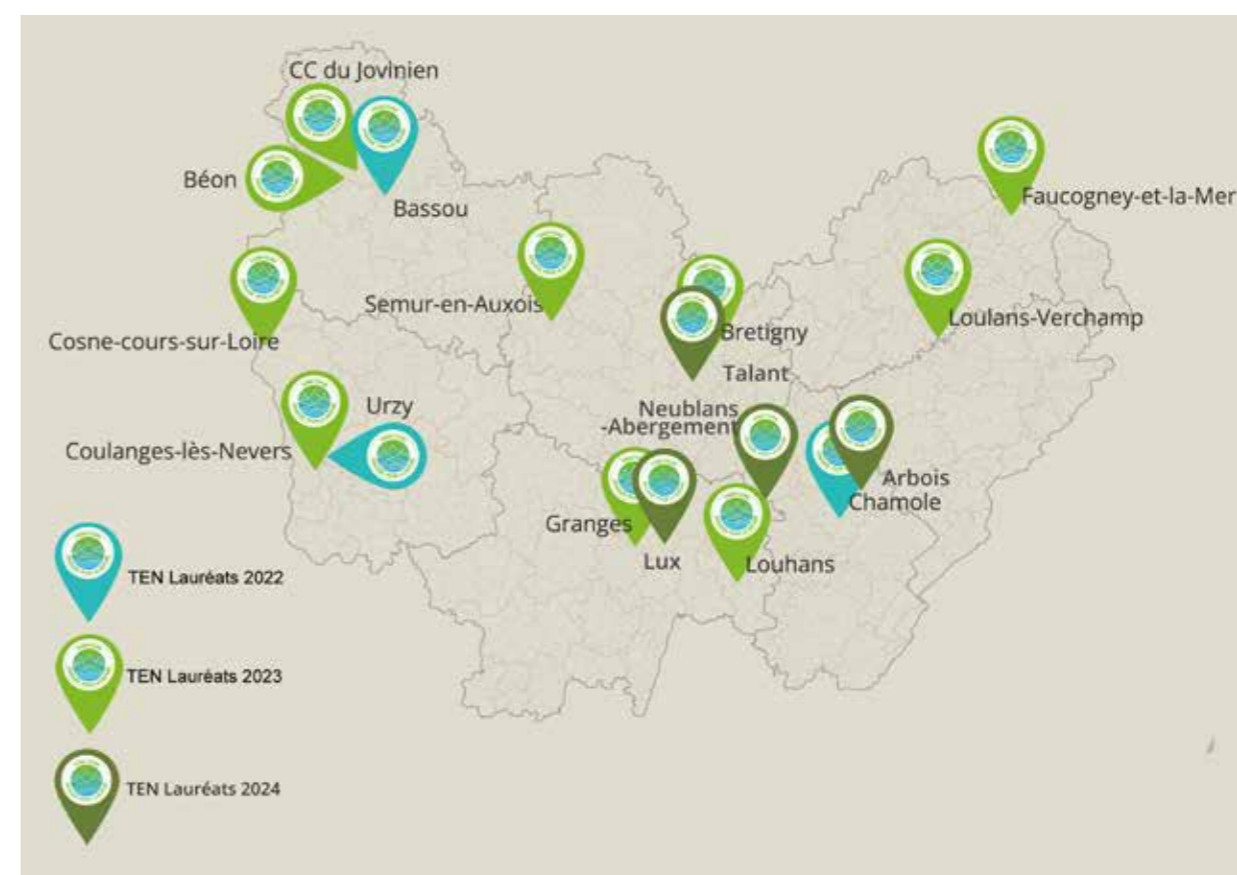 CC du Jovinien
Béon
Bassou
Faucogney-et-la-Mer
Semur-en-Auxois
Cosne-cours-sur-Loire
Bretigny
Loulans-Verchamp
Talant
Urzy
Neublans
-Abergement
Coulanges-lès-Nevers
Arbois
Chamole
Granges
Lux
Louhans
TEN Lauréats 2022
TEN Lauréats 2023
TEN Lauréats 2024